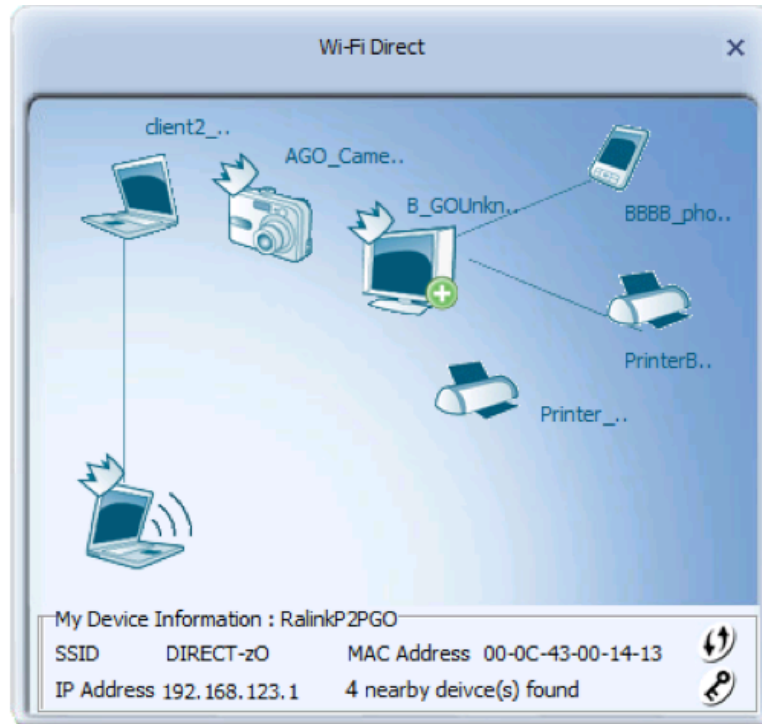 Wi-Fi Direct
client2_..
AGO_Came..
B_GOUnkn..
BBBB_pho..
PrinterB..
Printer_..
My Device Information : RalinkP2PGO
SSID DIRECT-zO MAC Address 00-0C-43-00-14-13
IP Address 192.168.123.1 4 nearby deivce(s) found